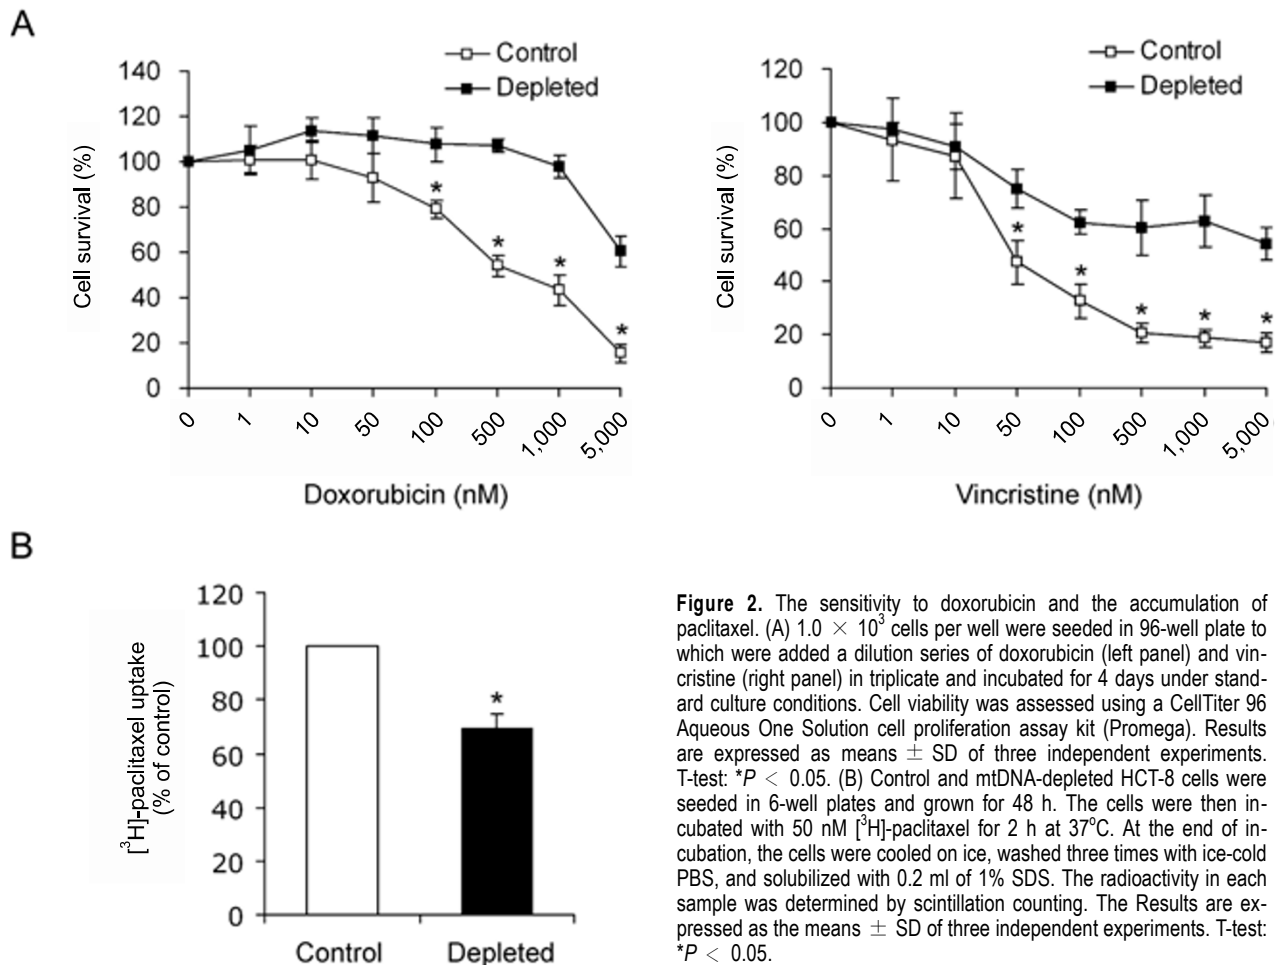 A
Control
Depleted
140
120
100
80
60
40
20
0
Cell survival (%)
*
*
*
*
0 1 10 50 100 500 1,000 5,000
Doxorubicin (nM)
Control
Depleted
120
100
80
60
40
20
0
Cell survival (%)
*
*
*
*
*
0 1 10 50 100 500 1,000 5,000
Vincristine (nM)
B
120
100
80
60
40
20
0
[³H]-paclitaxel uptake
(% of control)
*
Control Depleted
Figure 2. The sensitivity to doxorubicin and the accumulation of
paclitaxel. (A) 1.0 × 10³ cells per well were seeded in 96-well plate to
which were added a dilution series of doxorubicin (left panel) and vin-
cristine (right panel) in triplicate and incubated for 4 days under stand-
ard culture conditions. Cell viability was assessed using a CellTiter 96
Aqueous One Solution cell proliferation assay kit (Promega). Results
are expressed as means ± SD of three independent experiments.
T-test: *P < 0.05. (B) Control and mtDNA-depleted HCT-8 cells were
seeded in 6-well plates and grown for 48 h. The cells were then in-
cubated with 50 nM [³H]-paclitaxel for 2 h at 37°C. At the end of in-
cubation, the cells were cooled on ice, washed three times with ice-cold
PBS, and solubilized with 0.2 ml of 1% SDS. The radioactivity in each
sample was determined by scintillation counting. The Results are ex-
pressed as the means ± SD of three independent experiments. T-test:
*P < 0.05.